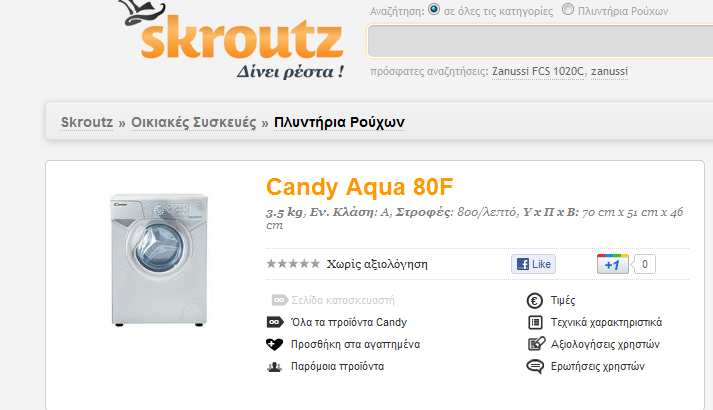 skroutz
Δίνει ρέστα !
Αναζήτηση: σε όλες τις κατηγορίες Πλυντήρια Ρούχων
πρόσφατες αναζητήσεις: Zanussi FCS 1020C, zanussi
Skroutz » Οικιακές Συσκευές » Πλυντήρια Ρούχων
Candy Aqua 80F
3.5 kg, Εν. Κλάση: A, Στροφές: 800/λεπτό, Υ x Π x Β: 70 cm x 51 cm x 46
cm
Χωρίς αξιολόγηση Like +1 0
Σελίδα κατασκευαστή
Όλα τα προϊόντα Candy
Προσθήκη στα αγαπημένα
Παρόμοια προϊόντα
Τιμές
Τεχνικά χαρακτηριστικά
Αξιολογήσεις χρηστών
Ερωτήσεις χρηστών